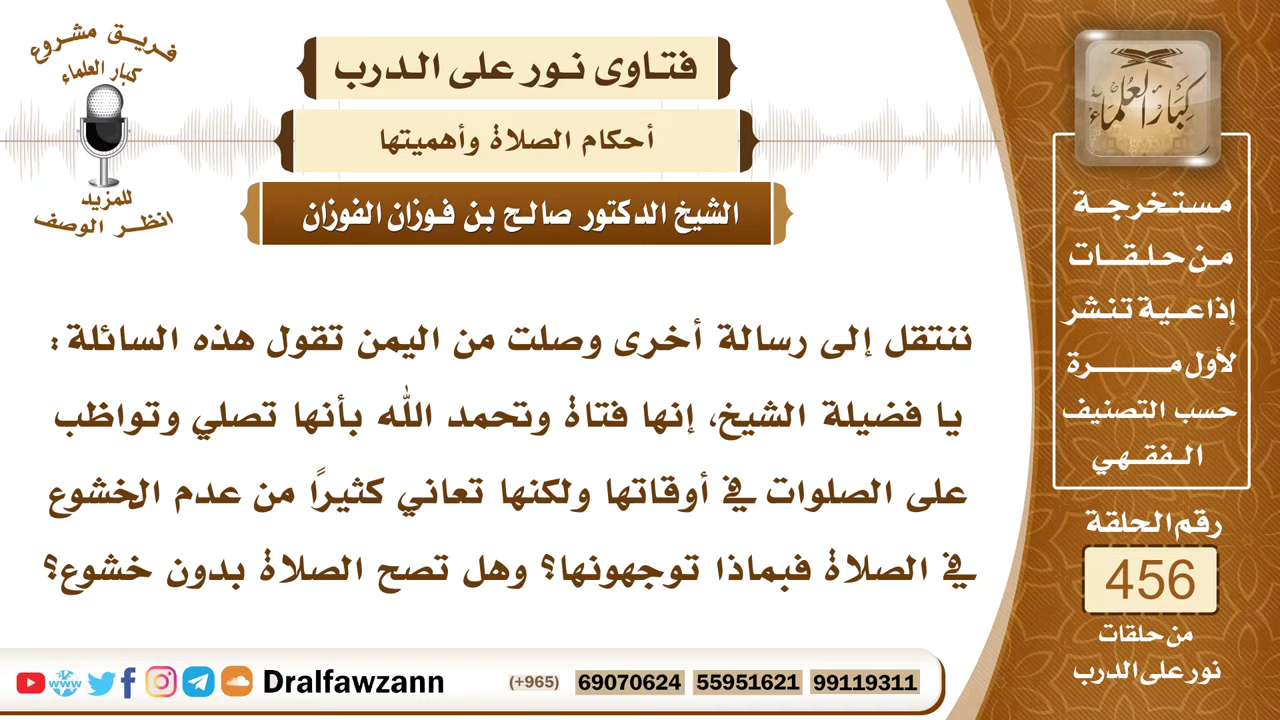 فريق مشروع
كبار العلماء
للمزيد
انظر الوصف
فتاوى نور على الدرب
أحكام الصلاة وأهميتها
الشيخ الدكتور صالح بن فوزان الفوزان
ننتقل إلى رسالة أخرى وصلت من اليمن تقول هذه السائلة :
يا فضيلة الشيخ، إنها فتاة وتحمد الله بأنها تصلي وتواظب
على الصلوات في أوقاتها ولكنها تعاني كثيرًا من عدم الخشوع
في الصلاة فبماذا توجهونها؟ وهل تصح الصلاة بدون خشوع؟
كبار العلماء
مستخرجة
من حلقات
إذاعية تنشر
لأول مرة
حسب التصنيف
الفقهي
رقم الحلقة
456
من حلقات
نور على الدرب
www
Dralfawzann (+965) 69070624 55951621 99119311